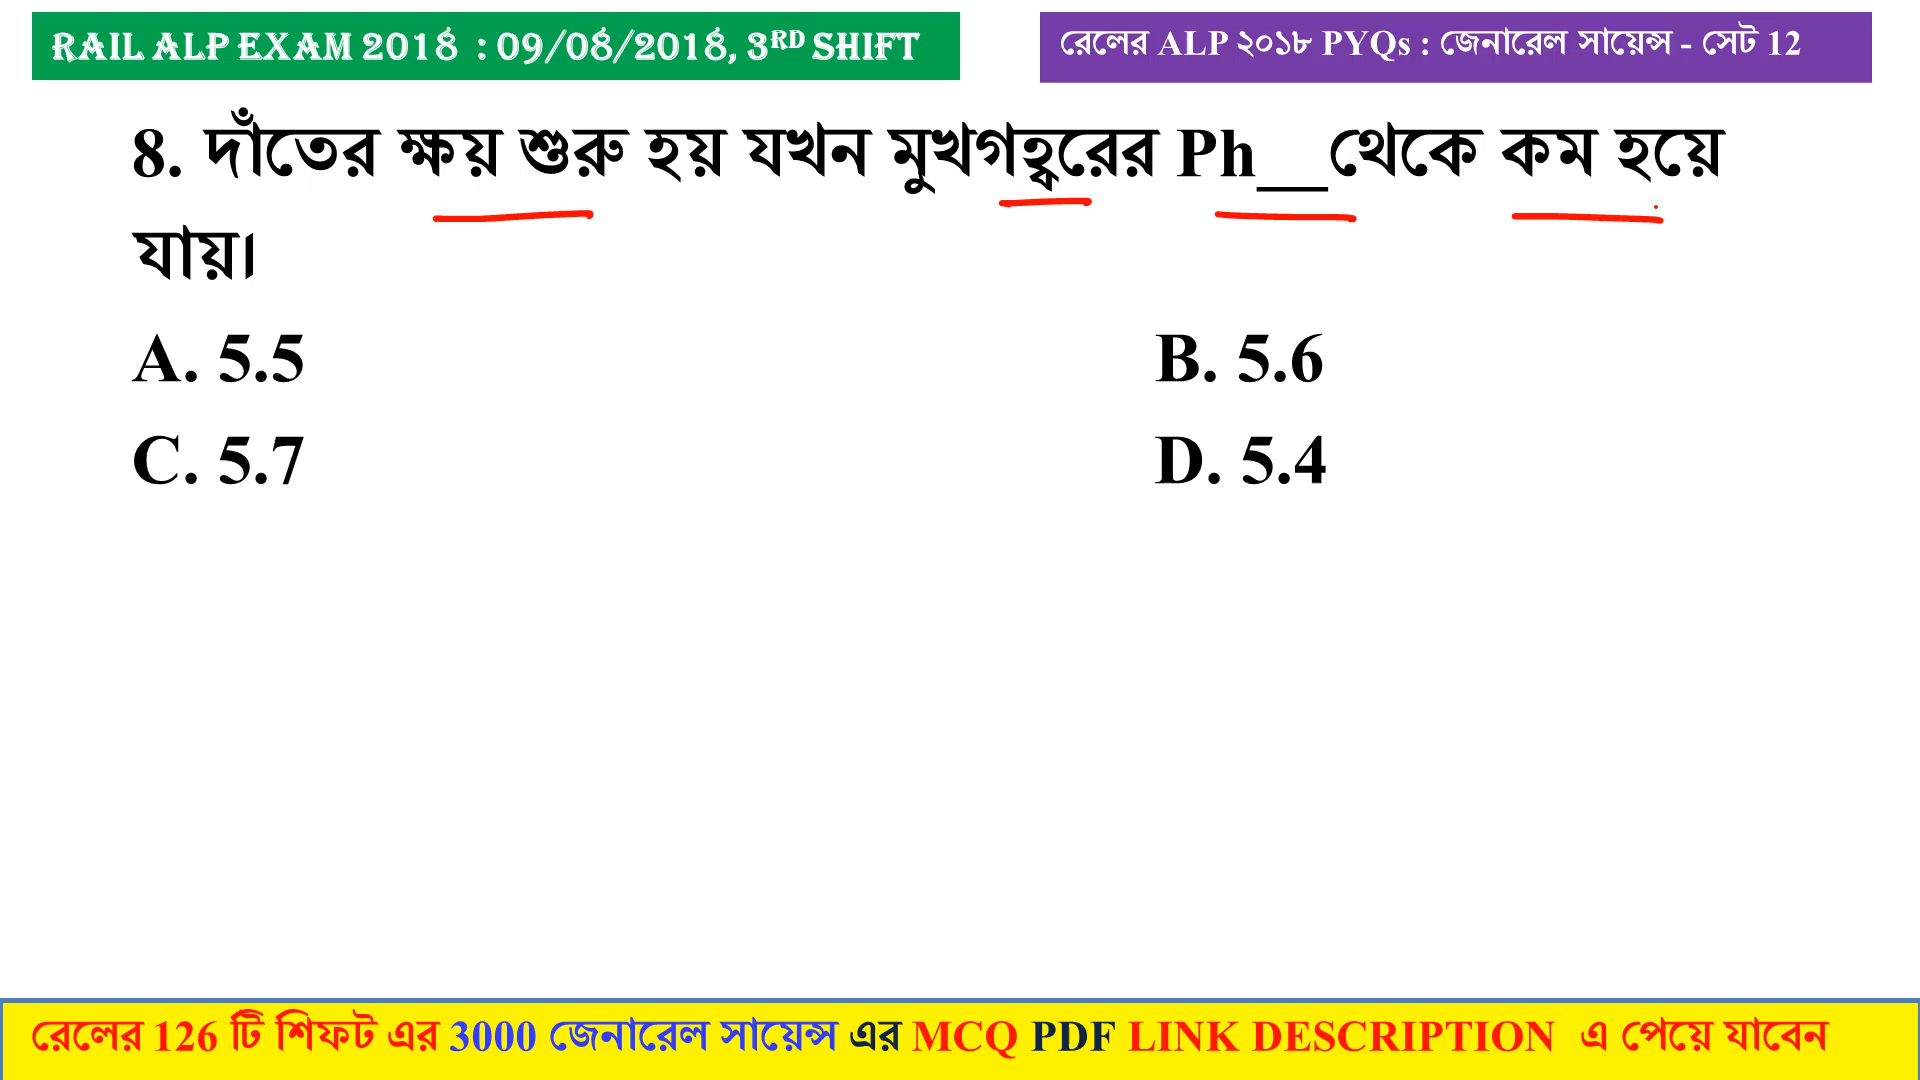 RAIL ALP EXAM 2018 : 09/08/2018, 3RD SHIFT
রেলের ALP ২০১৮ PYQs : জেনারেল সায়েন্স - সেট 12
8. দাঁতের ক্ষয় শুরু হয় যখন মুখগহ্বরের Ph__থেকে কম হয়ে
যায়।
A. 5.5
B. 5.6
C. 5.7
D. 5.4
রেলের 126 টি শিফট এর 3000 জেনারেল সায়েন্স এর MCQ PDF LINK DESCRIPTION এ পেয়ে যাবেন